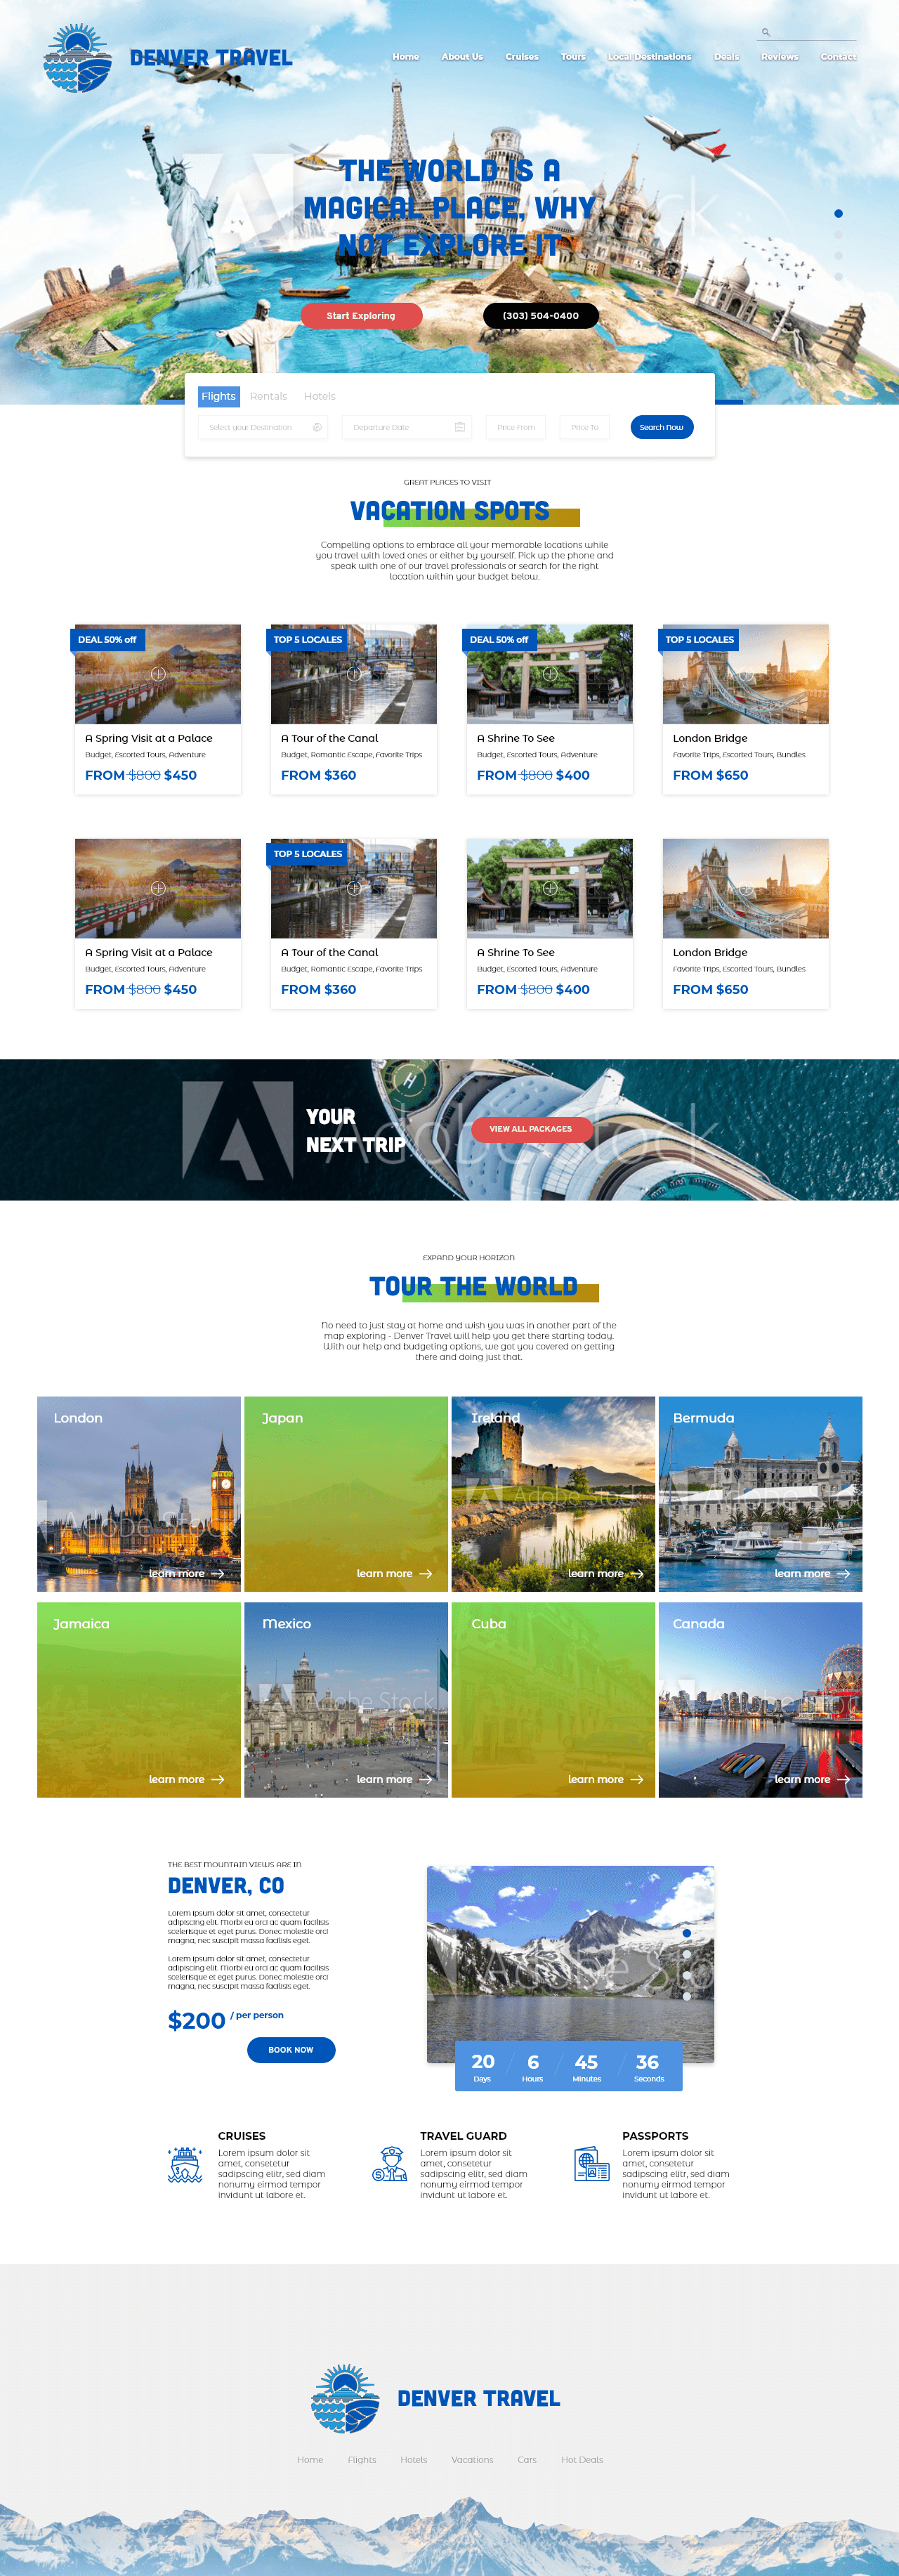 DENVER TRAVEL
Home About Us Cruises Tours Local Destinations Deals Reviews Contact
THE WORLD IS A
MAGICAL PLACE, WHY
NOT EXPLORE IT
Start Exploring
(303) 504-0400
Flights Rentals Hotels
Select your Destination
Departure Date
Price From
Price To
Search Now
GREAT PLACES TO VISIT
VACATION SPOTS
Compelling options to embrace all your memorable locations while
you travel with loved ones or either by yourself. Pick up the phone and
speak with one of our travel professionals or search for the right
location within your budget below.
DEAL 50% off
A Spring Visit at a Palace
Budget, Escorted Tours, Adventure
FROM $800 $450
TOP 5 LOCALES
A Tour of the Canal
Budget, Romantic Escape, Favorite Trips
FROM $360
DEAL 50% off
A Shrine To See
Budget, Escorted Tours, Adventure
FROM $800 $400
TOP 5 LOCALES
London Bridge
Favorite Trips, Escorted Tours, Bundles
FROM $650
A Spring Visit at a Palace
Budget, Escorted Tours, Adventure
FROM $800 $450
TOP 5 LOCALES
A Tour of the Canal
Budget, Romantic Escape, Favorite Trips
FROM $360
A Shrine To See
Budget, Escorted Tours, Adventure
FROM $800 $400
London Bridge
Favorite Trips, Escorted Tours, Bundles
FROM $650
Adobe Stock
YOUR
NEXT TRIP
VIEW ALL PACKAGES
EXPAND YOUR HORIZON
TOUR THE WORLD
No need to just stay at home and wish you was in another part of the
map exploring - Denver Travel will help you get there starting today.
With our help and budgeting options, we got you covered on getting
there and doing just that.
London
Adobe Stock
learn more
Japan
learn more
Ireland
Adobe Stock
learn more
Bermuda
learn more
Jamaica
learn more
Mexico
Adobe Stock
learn more
Cuba
learn more
Canada
Adobe Stock
learn more
THE BEST MOUNTAIN VIEWS ARE IN
DENVER, CO
Lorem ipsum dolor sit amet, consectetur
adipiscing elit. Morbi eu orci ac quam facilisis
scelerisque et eget purus. Donec molestie orci
magna, nec suscipit massa facilisis eget.
Lorem ipsum dolor sit amet, consectetur
adipiscing elit. Morbi eu orci ac quam facilisis
scelerisque et eget purus. Donec molestie orci
magna, nec suscipit massa facilisis eget.
$200 / per person
BOOK NOW
Adobe Sto
20 6 45 36
Days Hours Minutes Seconds
CRUISES
Lorem ipsum dolor sit
amet, consetetur
sadipscing elitr, sed diam
nonumy eirmod tempor
invidunt ut labore et.
TRAVEL GUARD
Lorem ipsum dolor sit
amet, consetetur
sadipscing elitr, sed diam
nonumy eirmod tempor
invidunt ut labore et.
PASSPORTS
Lorem ipsum dolor sit
amet, consetetur
sadipscing elitr, sed diam
nonumy eirmod tempor
invidunt ut labore et.
DENVER TRAVEL
Home Flights Hotels Vacations Cars Hot Deals